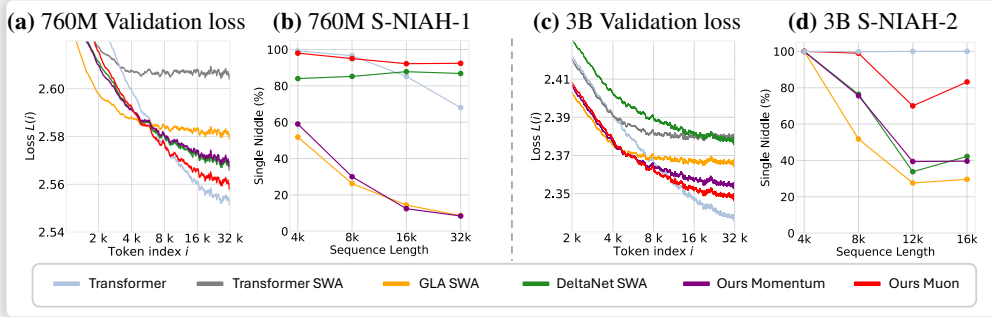 (a) 760M Validation loss
Loss L(i)
2.60
2.58
2.56
2.54
2 k 4 k 8 k 16 k 32 k
Token index i
(b) 760M S-NIAH-1
Single Niddle (%)
100
80
60
40
20
0
4k 8k 16k 32k
Sequence Length
(c) 3B Validation loss
Loss L(i)
2.41
2.39
2.37
2.35
2 k 4 k 8 k 16 k 32 k
Token index i
(d) 3B S-NIAH-2
Single Niddle (%)
100
80
60
40
20
0
4k 8k 12k 16k
Sequence Length
Transformer Transformer SWA GLA SWA DeltaNet SWA Ours Momentum Ours Muon